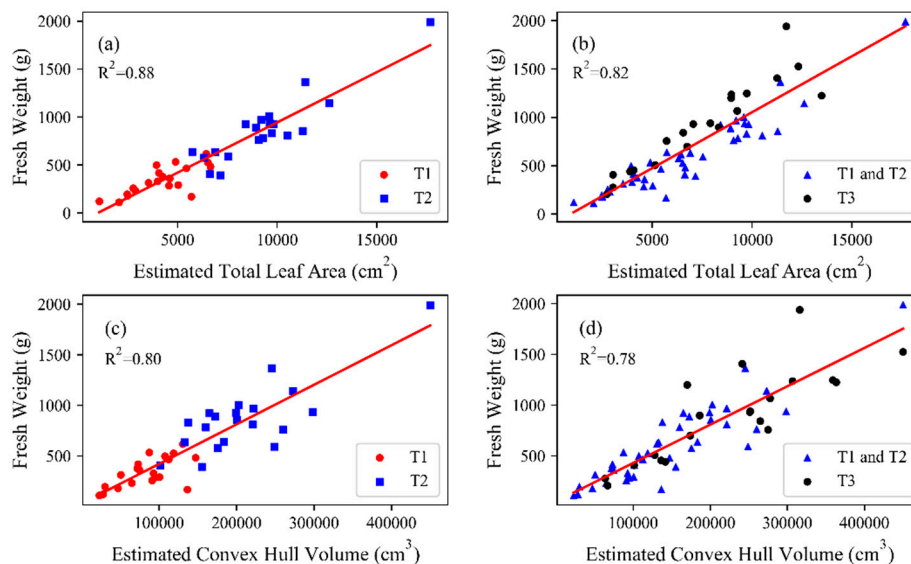 (a)
R²=0.88
Fresh Weight (g)
2000
1500
1000
500
0
T1
T2
5000
10000
15000
Estimated Total Leaf Area (cm²)
(b)
R²=0.82
Fresh Weight (g)
2000
1500
1000
500
0
T1 and T2
T3
5000
10000
15000
Estimated Total Leaf Area (cm²)
(c)
R²=0.80
Fresh Weight (g)
2000
1500
1000
500
T1
T2
100000
200000
300000
400000
Estimated Convex Hull Volume (cm³)
(d)
R²=0.78
Fresh Weight (g)
2000
1500
1000
500
T1 and T2
T3
100000
200000
300000
400000
Estimated Convex Hull Volume (cm³)